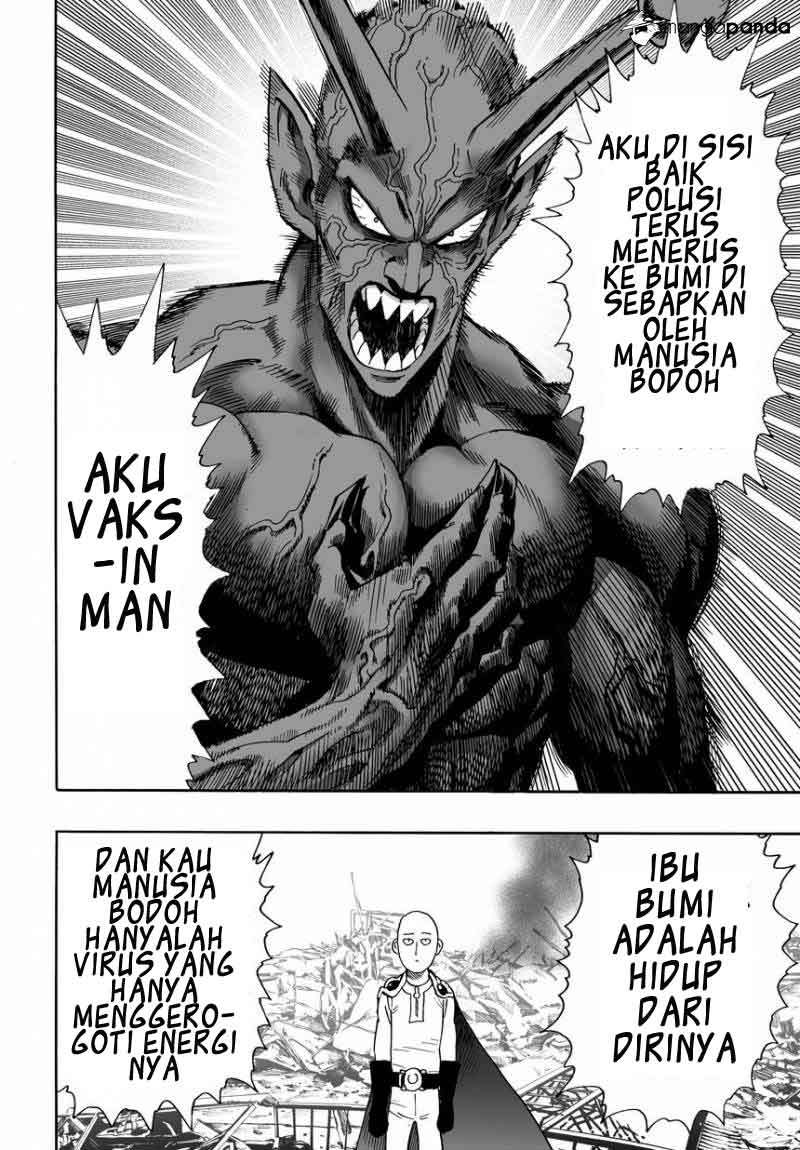 mangapanda
AKU, DI SISI
BAIK
POLUSI
TERUS
MENERUS
KE BUMI DI
SEBAPKAN
OLEH
MANUSIA
BODOH
AKU
VAKS
-IN
MAN
IBU
BUMI
ADALAH
HIDUP
DARI
DIRINYA
DAN KAU
MANUSIA
BODOH
HANYALAH
VIRUS YANG
HANYA
MENGGERO-
GOTI ENERGI
NYA